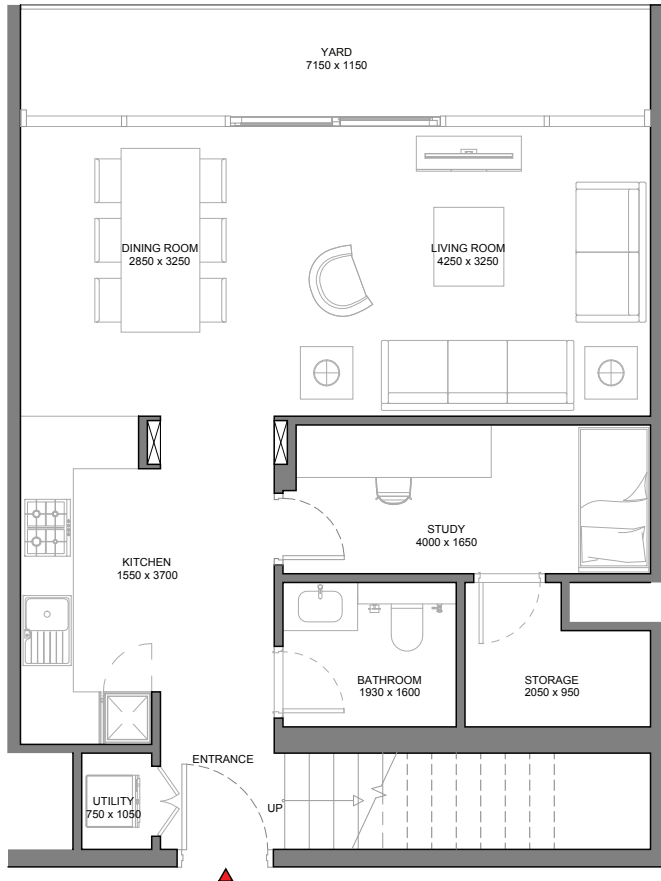 YARD
7150 x 1150
DINING ROOM
2850 x 3250
LIVING ROOM
4250 x 3250
STUDY
4000 x 1650
KITCHEN
1550 x 3700
BATHROOM
1930 x 1600
STORAGE
2050 x 950
ENTRANCE
UTILITY
750 x 1050
UP